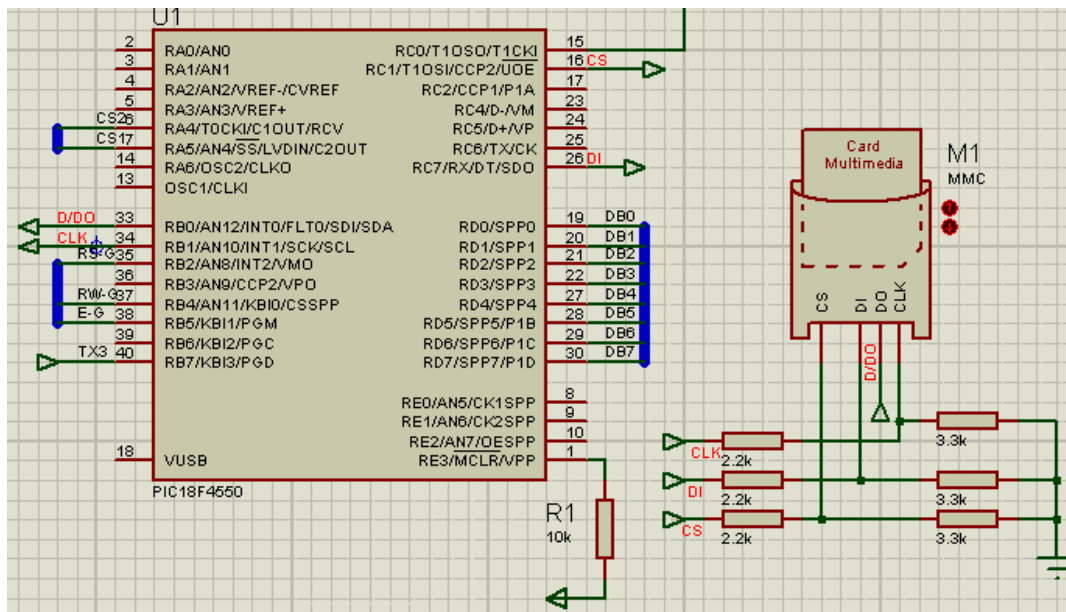 U1
2 RA0/AN0
3 RA1/AN1
4 RA2/AN2/VREF-/CVREF
5 RA3/AN3/VREF+
CS2 6 RA4/T0CKI/C1OUT/RCV
CS1 7 RA5/AN4/SS/LVDIN/C2OUT
14 RA6/OSC2/CLKO
13 OSC1/CLKI
D/DO 33 RB0/AN12/INT0/FLT0/SDI/SDA
CLK 34 RB1/AN10/INT1/SCK/SCL
RS-G 35 RB2/AN8/INT2/VMO
36 RB3/AN9/CCP2/VPO
RW-G 37 RB4/AN11/KBI0/CSSPP
E-G 38 RB5/KBI1/PGM
39 RB6/KBI2/PGC
TX3 40 RB7/KBI3/PGD
18 VUSB
RC0/T1OSO/T1CKI 15
RC1/T1OSI/CCP2/UOE 16 CS
RC2/CCP1/P1A 17
RC4/D-/VM 23
RC5/D+/VP 24
RC6/TX/CK 25
RC7/RX/DT/SDO 26 DI
RD0/SPP0 19 DB0
RD1/SPP1 20 DB1
RD2/SPP2 21 DB2
RD3/SPP3 22 DB3
RD4/SPP4 27 DB4
RD5/SPP5/P1B 28 DB5
RD6/SPP6/P1C 29 DB6
RD7/SPP7/P1D 30 DB7
RE0/AN5/CK1SPP 8
RE1/AN6/CK2SPP 9
RE2/AN7/OESPP 10
RE3/MCLR/VPP 1
PIC18F4550
R1
10k
Card
Multimedia
M1
MMC
CS DI DO CLK
D/DO
CLK 2.2k 3.3k
DI 2.2k 3.3k
CS 2.2k 3.3k